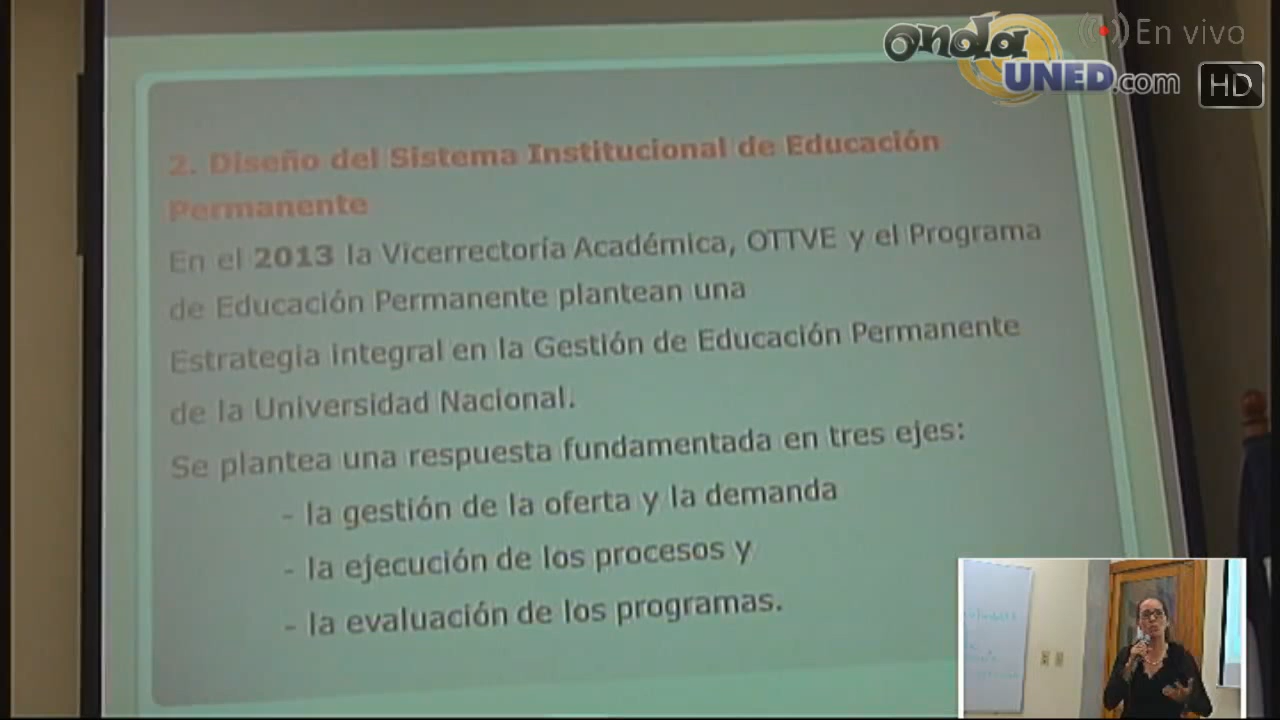 onda
UNED.com
En vivo
HD
2. Diseño del Sistema Institucional de Educación
Permanente
En el 2013 la Vicerrectoría Académica, OTTVE y el Programa
de Educación Permanente plantean una
Estrategia integral en la Gestión de Educación Permanente
de la Universidad Nacional.
Se plantea una respuesta fundamentada en tres ejes:
- la gestión de la oferta y la demanda
- la ejecución de los procesos y
- la evaluación de los programas.